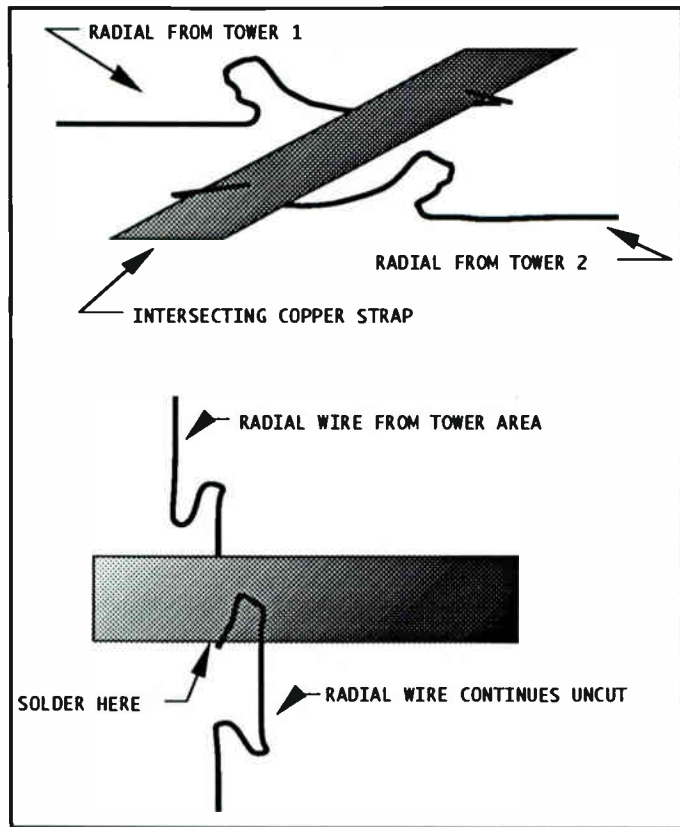 RADIAL FROM TOWER 1
RADIAL FROM TOWER 2
INTERSECTING COPPER STRAP
RADIAL WIRE FROM TOWER AREA
SOLDER HERE
RADIAL WIRE CONTINUES UNCUT